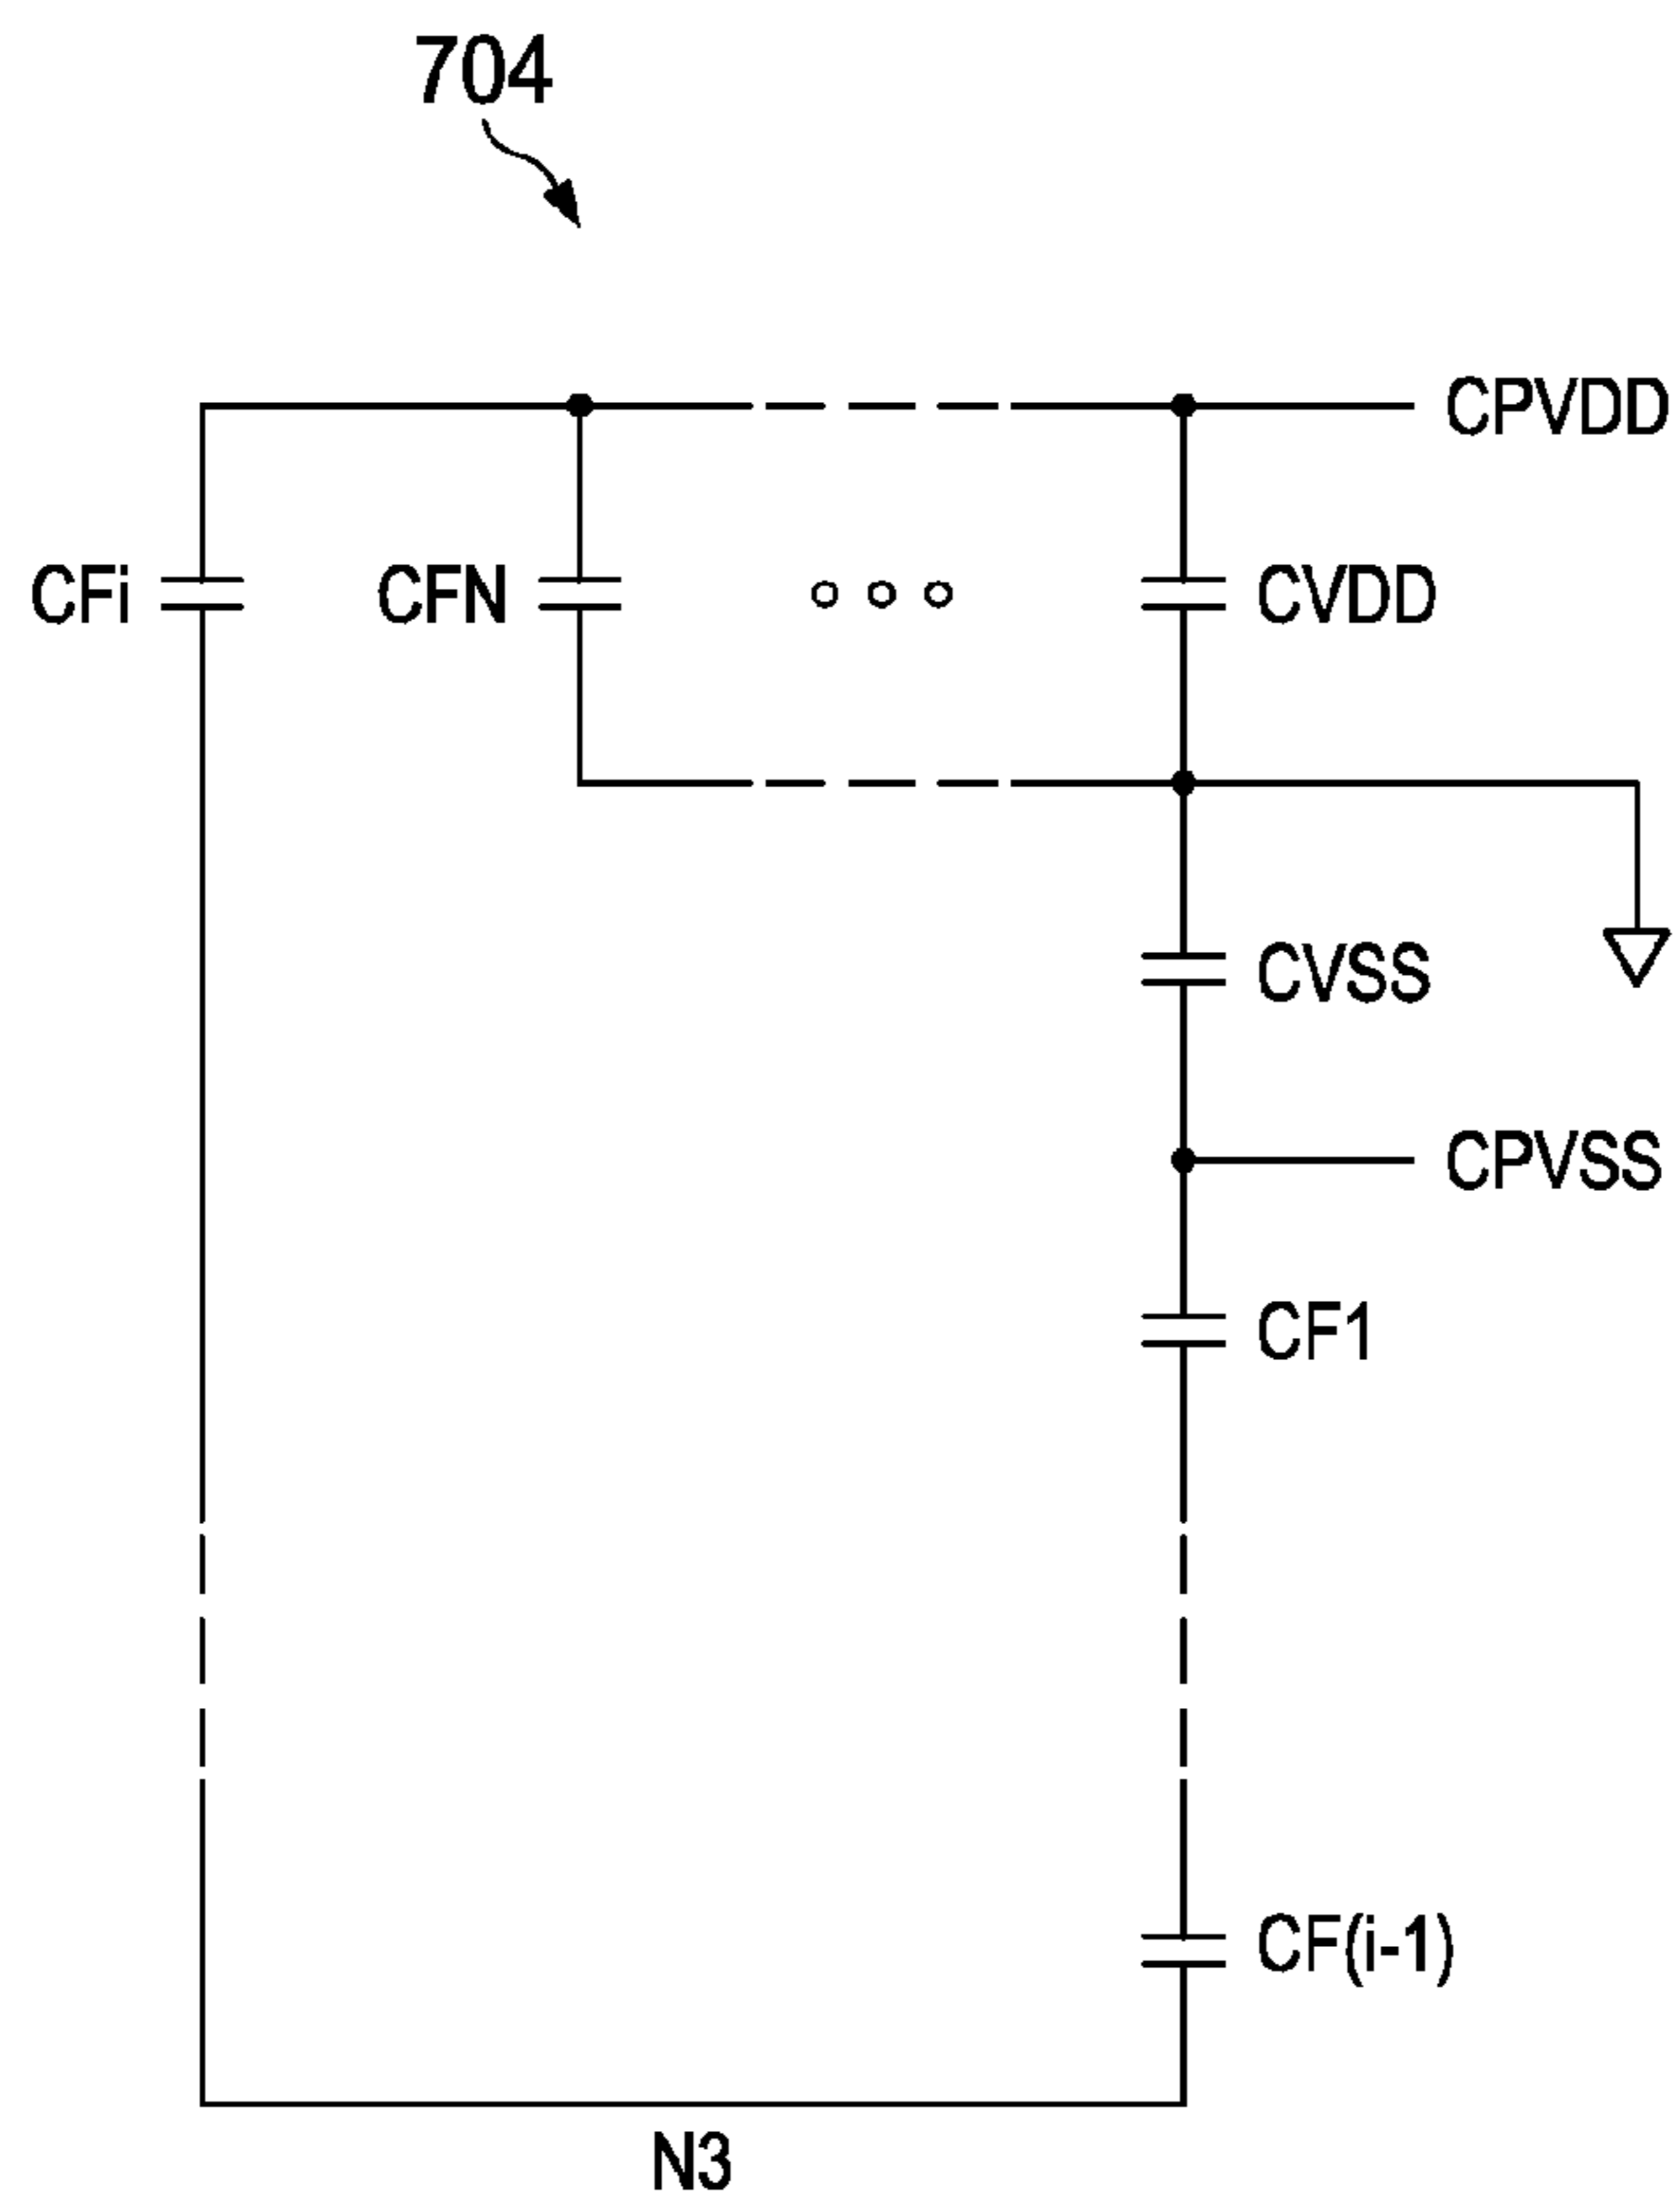 704
CPVDD
CFi
CFN
CVDD
CVSS
CPVSS
CF1
CF(i-1)
N3